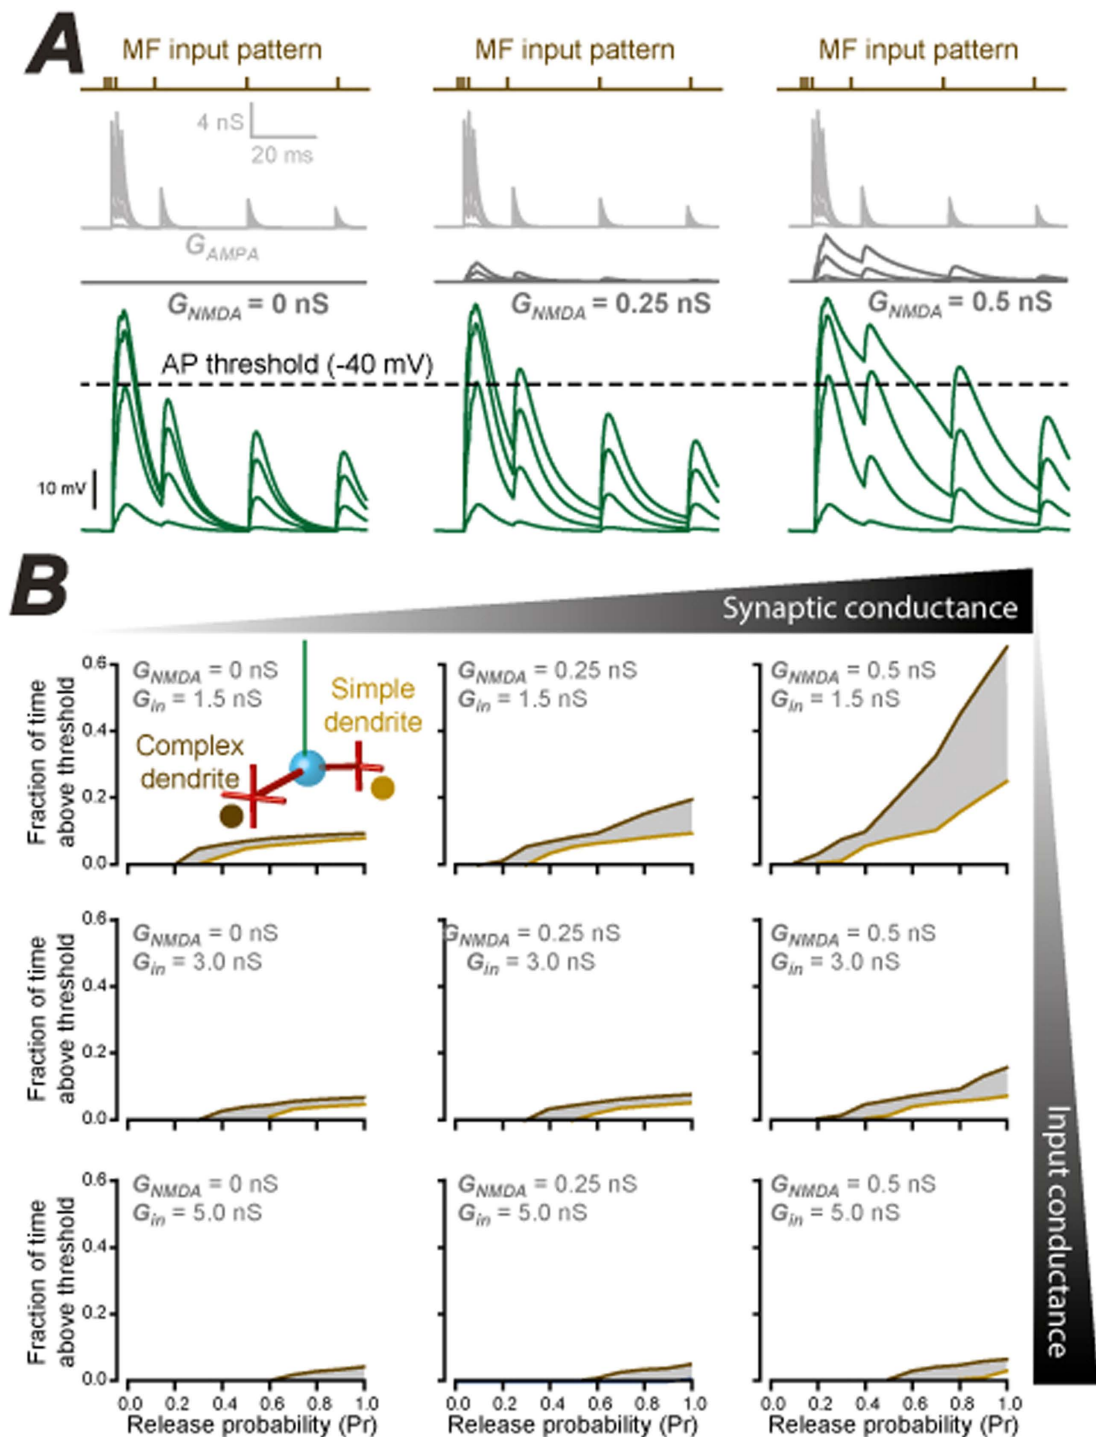 A
MF input pattern
MF input pattern
MF input pattern
4 nS
20 ms
GAMPA
GNMDA = 0 nS
GNMDA = 0.25 nS
GNMDA = 0.5 nS
AP threshold (-40 mV)
10 mV
B
Synaptic conductance
Input conductance
Fraction of time
above threshold
0.6
0.4
0.2
0.0
GNMDA = 0 nS
Gin = 1.5 nS
Simple
dendrite
Complex
dendrite
GNMDA = 0.25 nS
Gin = 1.5 nS
GNMDA = 0.5 nS
Gin = 1.5 nS
Fraction of time
above threshold
0.6
0.4
0.2
0.0
GNMDA = 0 nS
Gin = 3.0 nS
GNMDA = 0.25 nS
Gin = 3.0 nS
GNMDA = 0.5 nS
Gin = 3.0 nS
Fraction of time
above threshold
0.6
0.4
0.2
0.0
GNMDA = 0 nS
Gin = 5.0 nS
GNMDA = 0.25 nS
Gin = 5.0 nS
GNMDA = 0.5 nS
Gin = 5.0 nS
0.0 0.2 0.4 0.6 0.8 1.0
Release probability (Pr)
0.0 0.2 0.4 0.6 0.8 1.0
Release probability (Pr)
0.0 0.2 0.4 0.6 0.8 1.0
Release probability (Pr)